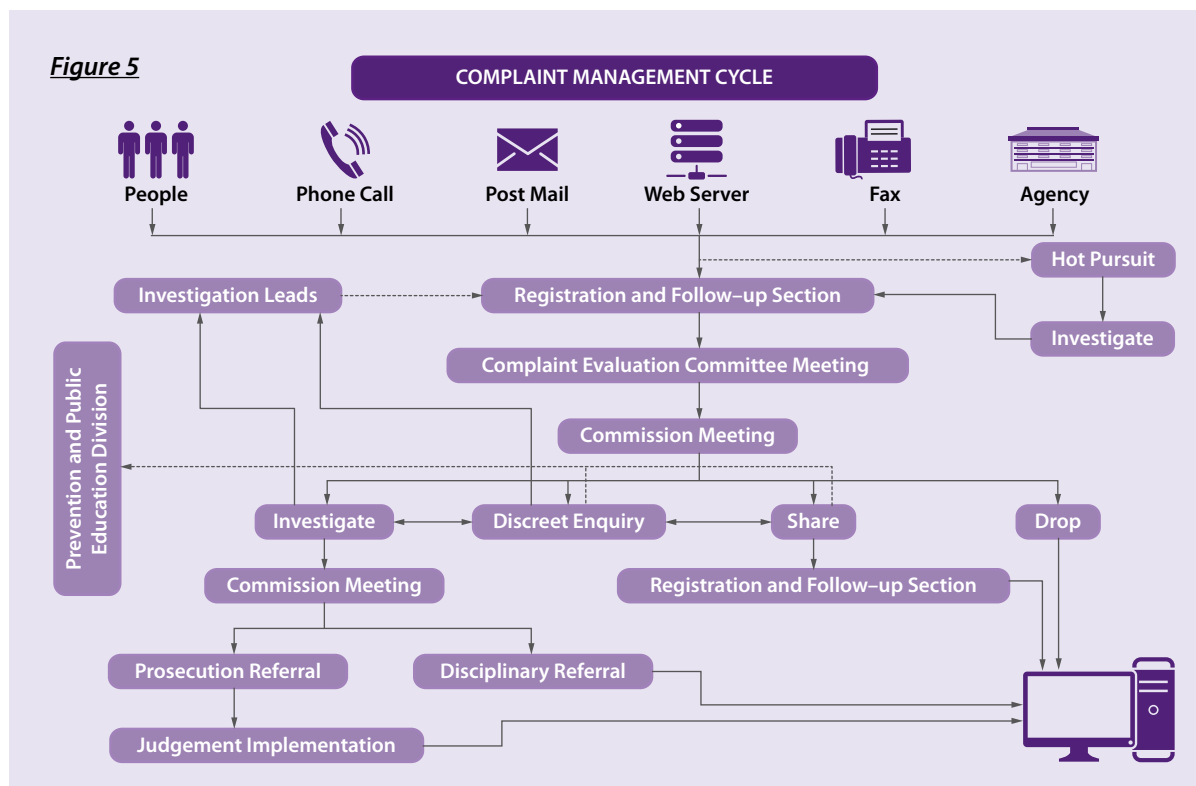 Figure 5
COMPLAINT MANAGEMENT CYCLE
People
Phone Call
Post Mail
Web Server
Fax
Agency
Hot Pursuit
Investigation Leads
Registration and Follow–up Section
Investigate
Complaint Evaluation Committee Meeting
Prevention and Public
Education Division
Commission Meeting
Investigate
Discreet Enquiry
Share
Drop
Commission Meeting
Registration and Follow–up Section
Prosecution Referral
Disciplinary Referral
Judgement Implementation